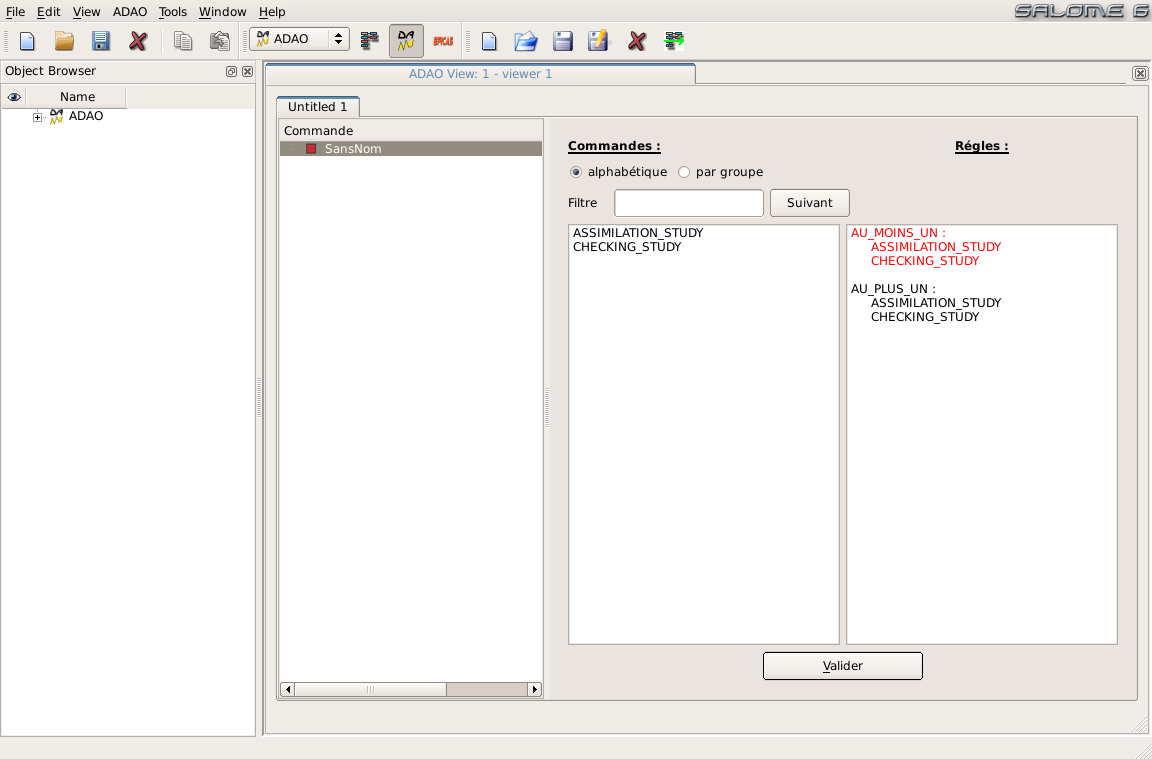 File Edit View ADAO Tools Window Help
SALOME 6
ADAO
EFICAS
Object Browser
Name
ADAO
ADAO View: 1 - viewer 1
Untitled 1
Commande
SansNom
Commandes :
Régles :
alphabétique par groupe
Filtre
Suivant
ASSIMILATION_STUDY
CHECKING_STUDY
AU_MOINS_UN :
ASSIMILATION_STUDY
CHECKING_STUDY
AU_PLUS_UN :
ASSIMILATION_STUDY
CHECKING_STUDY
Valider